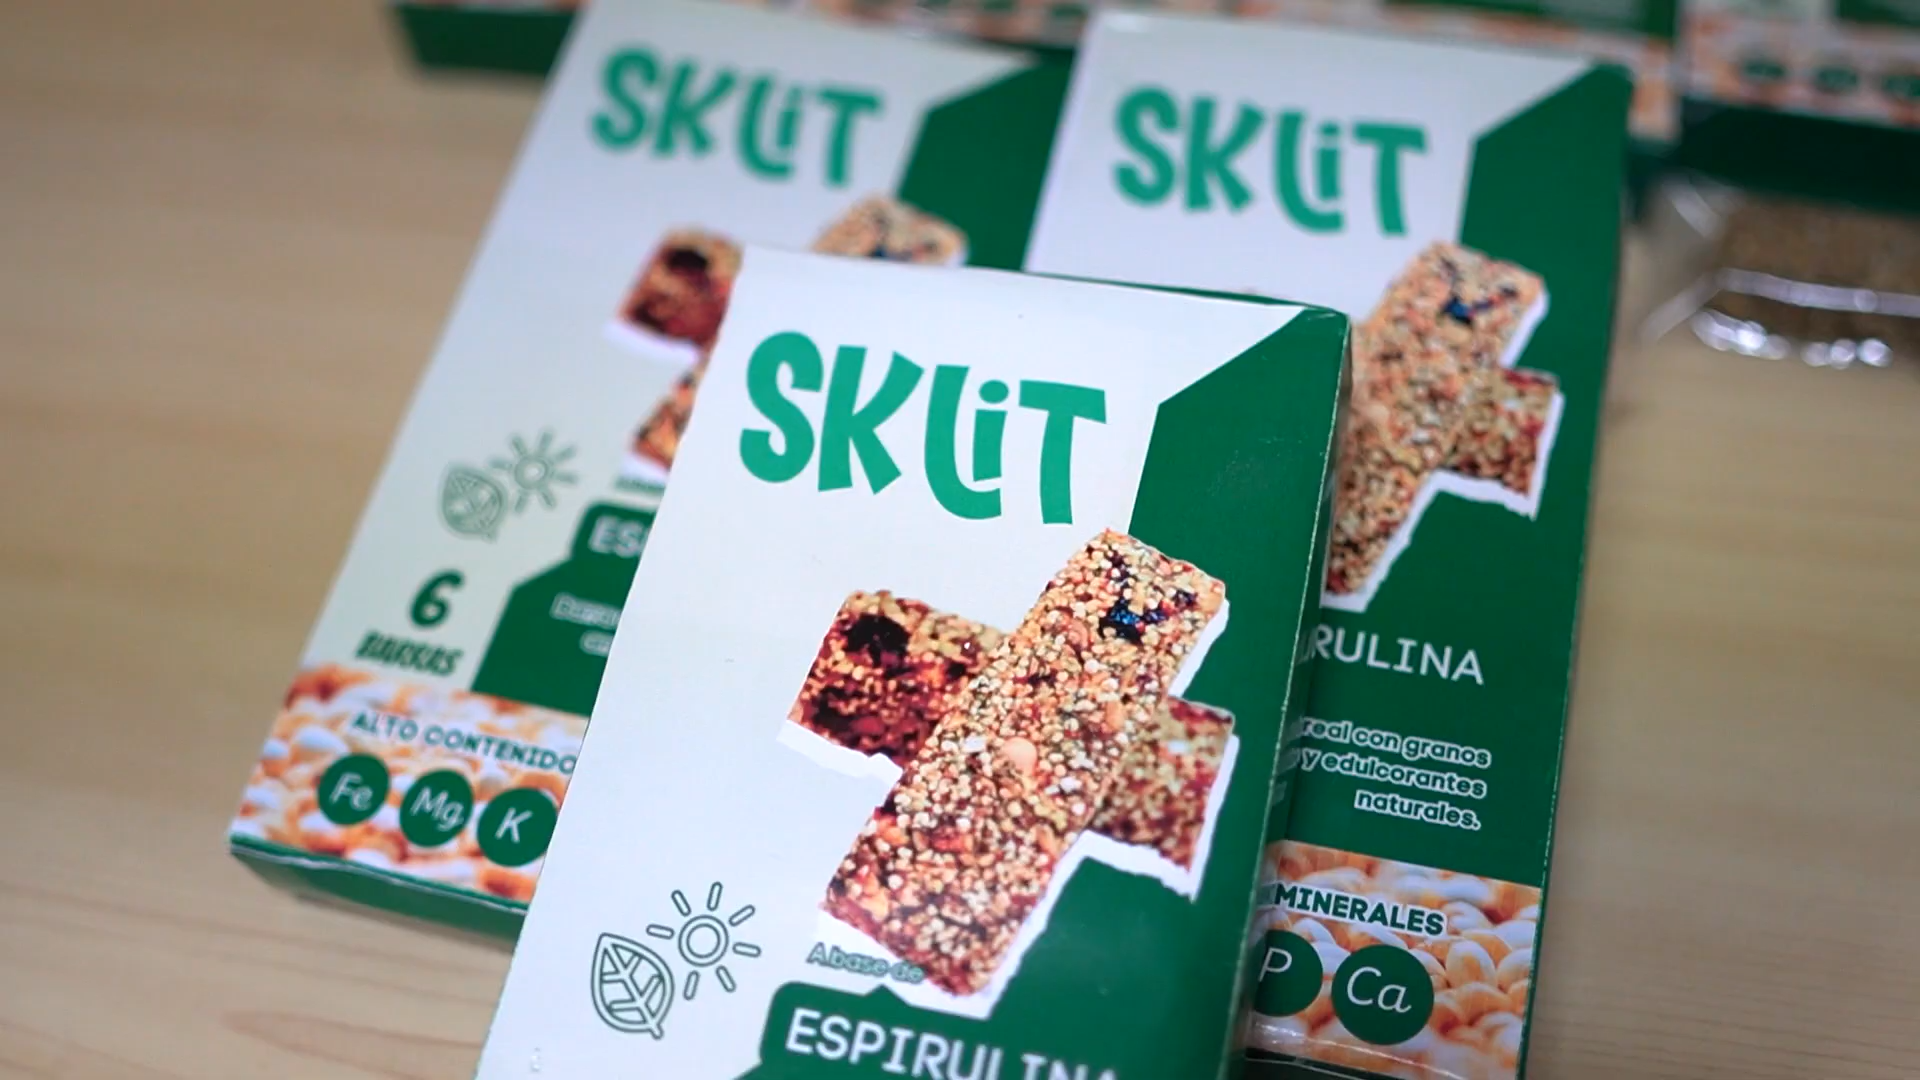 SKLiT
SKLiT
SKLiT
6
BARRAS
ALTO CONTENIDO
Fe Mg K
A base de
ESPIRULINA
RULINA
real con granos
y edulcorantes
naturales.
MINERALES
P Ca